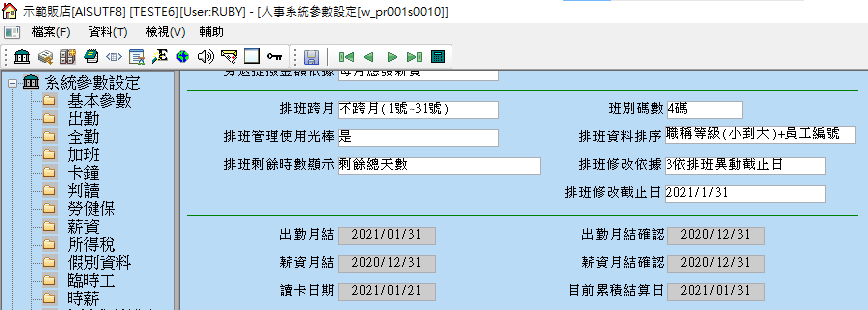 示範販店[AISUTF8] [TESTE6][User:RUBY] - [人事系統參數設定[w_pr001s0010]]
檔案(F) 資料(T) 檢視(V) 輔助
系統參數設定
基本參數
出勤
全勤
加班
卡鐘
判讀
勞健保
薪資
所得稅
假別資料
臨時工
時薪
排班跨月 不跨月(1號-31號) 班別碼數 4碼
排班管理使用光棒 是 排班資料排序 職稱等級(小到大)+員工編號
排班剩餘時數顯示 剩餘總天數 排班修改依據 3依排班異動截止日
排班修改截止日 2021/1/31
出勤月結 2021/01/31 出勤月結確認 2020/12/31
薪資月結 2020/12/31 薪資月結確認 2020/12/31
讀卡日期 2021/01/21 目前累積結算日 2021/01/31